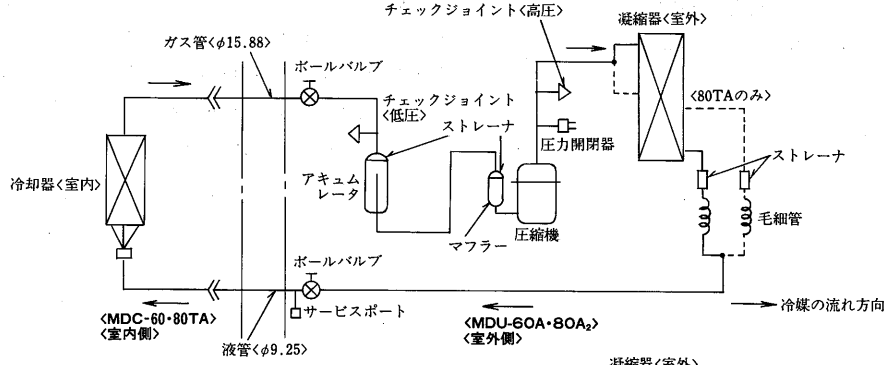 チェックジョイント<高圧>
凝縮器<室外>
ガス管<φ15.88>
ボールバルブ
チェックジョイント
<低圧>
<80TAのみ>
ストレーナ
圧力開閉器
ストレーナ
冷却器<室内>
アキュム
レータ
毛細管
圧縮機
マフラー
ボールバルブ
サービスポート
冷媒の流れ方向
<MDC-60・80TA>
<室内側>
<MDU-60A・80A₂>
<室外側>
液管<φ9.25>
凝縮器<室外>